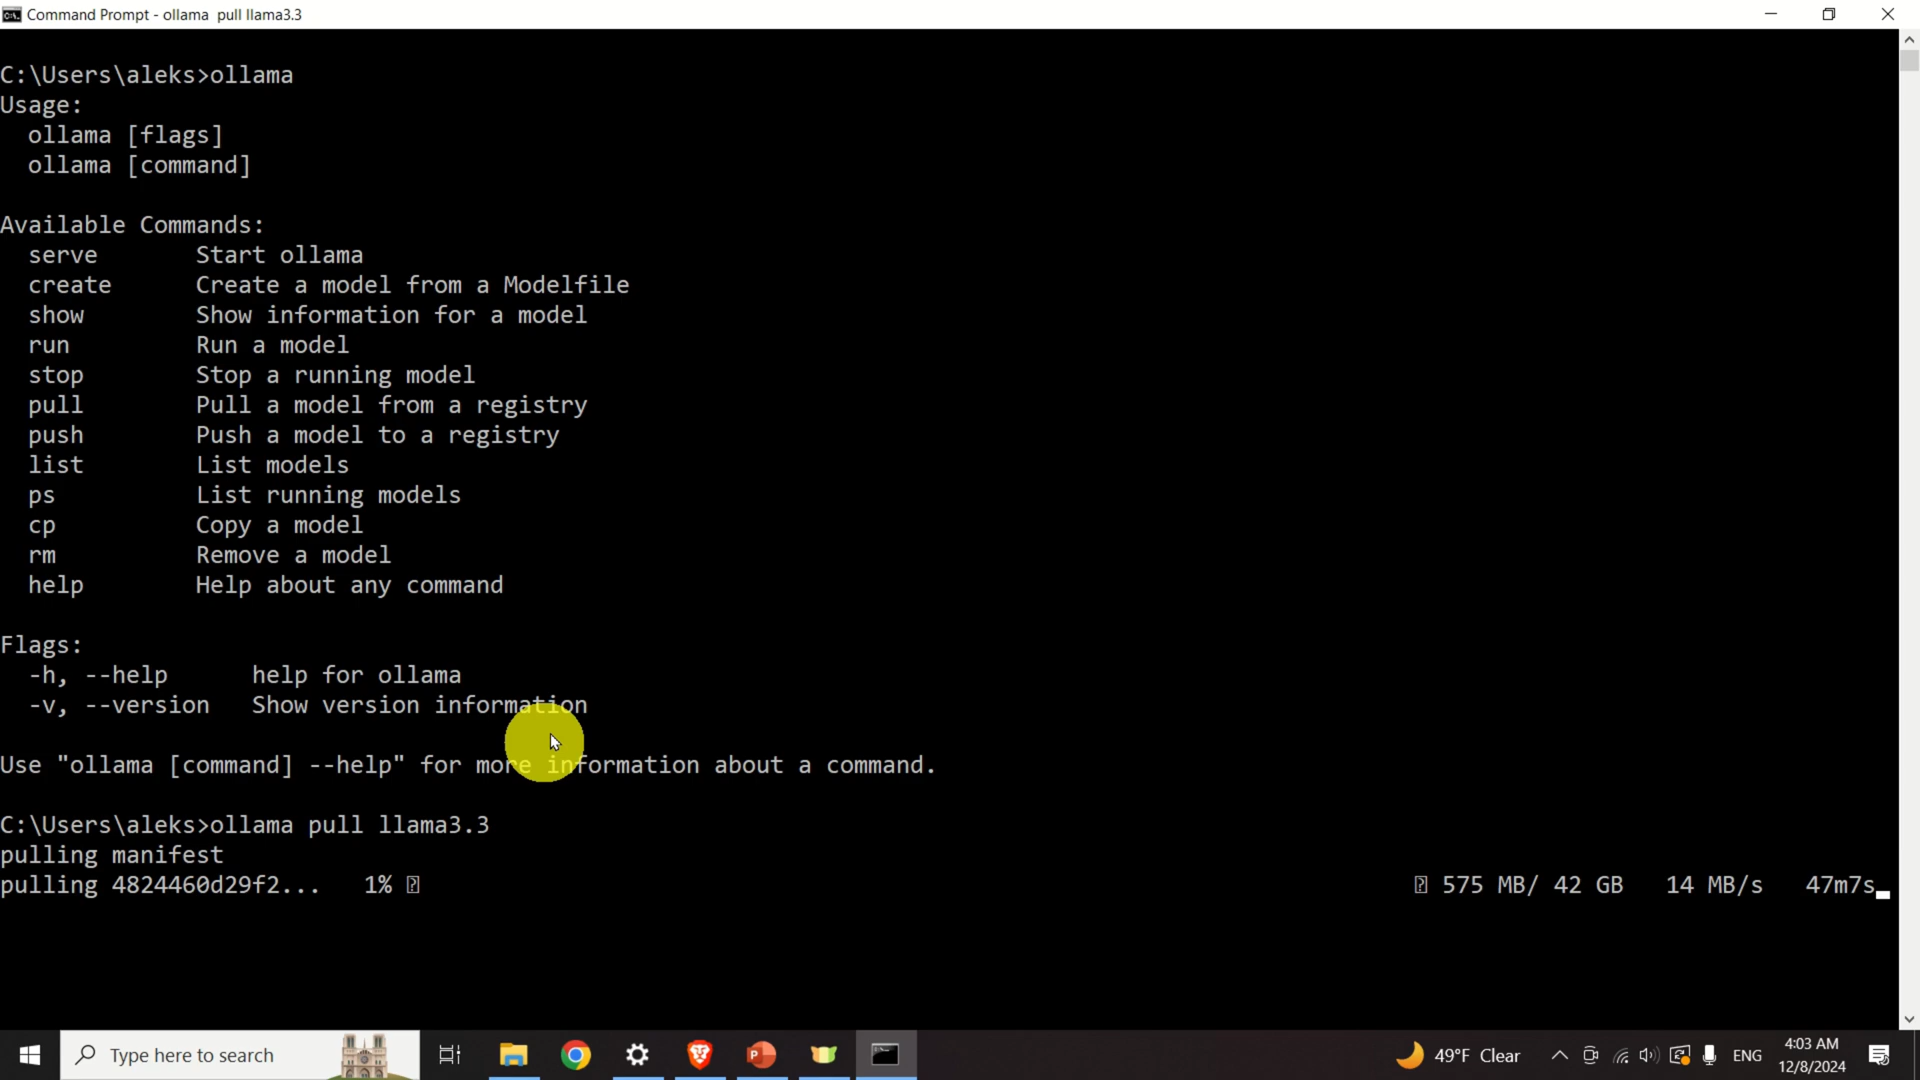 Command Prompt - ollama  pull llama3.3
C:\Users\aleks>ollama
Usage:
  ollama [flags]
  ollama [command]
Available Commands:
  serve       Start ollama
  create      Create a model from a Modelfile
  show        Show information for a model
  run         Run a model
  stop        Stop a running model
  pull        Pull a model from a registry
  push        Push a model to a registry
  list        List models
  ps          List running models
  cp          Copy a model
  rm          Remove a model
  help        Help about any command
Flags:
  -h, --help      help for ollama
  -v, --version   Show version information
Use "ollama [command] --help" for more information about a command.
C:\Users\aleks>ollama pull llama3.3
pulling manifest
pulling 4824460d29f2...   1% 575 MB/ 42 GB   14 MB/s   47m7s
Type here to search
49°F Clear
ENG
4:03 AM
12/8/2024